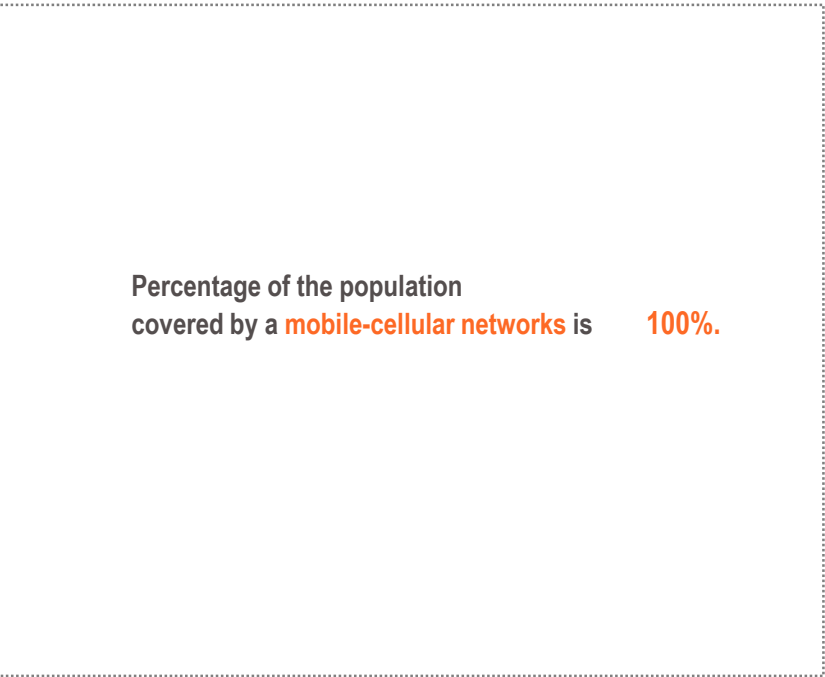 Percentage of the population
covered by a mobile-cellular networks is 100%.